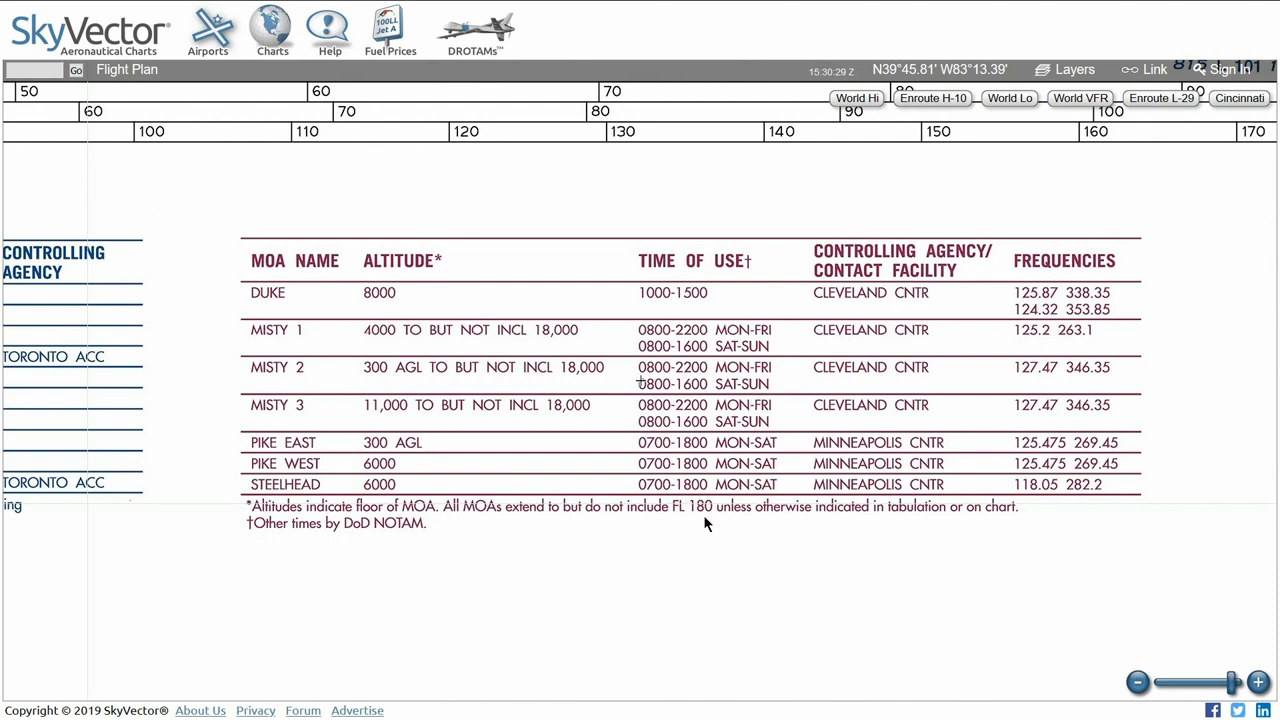 SkyVector®
Aeronautical Charts
Airports
Charts
? Help
100LL
Jet A
Fuel Prices
DROTAMs™
Go
Flight Plan
15:30:29 Z
N39°45.81' W83°13.39'
Layers
Link
Sign In
50 60 70 80 90
World Hi
Enroute H-10
World Lo
World VFR
Enroute L-29
Cincinnati
60 70 80 90 100
100 110 120 130 140 150 160 170
CONTROLLING
AGENCY
TORONTO ACC
TORONTO ACC
ing
MOA NAME ALTITUDE* TIME OF USE† CONTROLLING AGENCY/ FREQUENCIES
CONTACT FACILITY
DUKE 8000 1000-1500 CLEVELAND CNTR 125.87 338.35
124.32 353.85
MISTY 1 4000 TO BUT NOT INCL 18,000 0800-2200 MON-FRI CLEVELAND CNTR 125.2 263.1
0800-1600 SAT-SUN
MISTY 2 300 AGL TO BUT NOT INCL 18,000 0800-2200 MON-FRI CLEVELAND CNTR 127.47 346.35
0800-1600 SAT-SUN
MISTY 3 11,000 TO BUT NOT INCL 18,000 0800-2200 MON-FRI CLEVELAND CNTR 127.47 346.35
0800-1600 SAT-SUN
PIKE EAST 300 AGL 0700-1800 MON-SAT MINNEAPOLIS CNTR 125.475 269.45
PIKE WEST 6000 0700-1800 MON-SAT MINNEAPOLIS CNTR 125.475 269.45
STEELHEAD 6000 0700-1800 MON-SAT MINNEAPOLIS CNTR 118.05 282.2
*Altitudes indicate floor of MOA. All MOAs extend to but do not include FL 180 unless otherwise indicated in tabulation or on chart.
†Other times by DoD NOTAM.
Copyright © 2019 SkyVector® About Us Privacy Forum Advertise